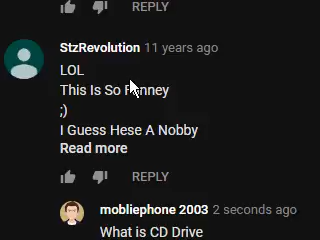 REPLY
StzRevolution 11 years ago
LOL
This Is So Fenney
;)
I Guess Hese A Nobby
Read more
REPLY
mobliephone 2003 2 seconds ago
What is CD Drive